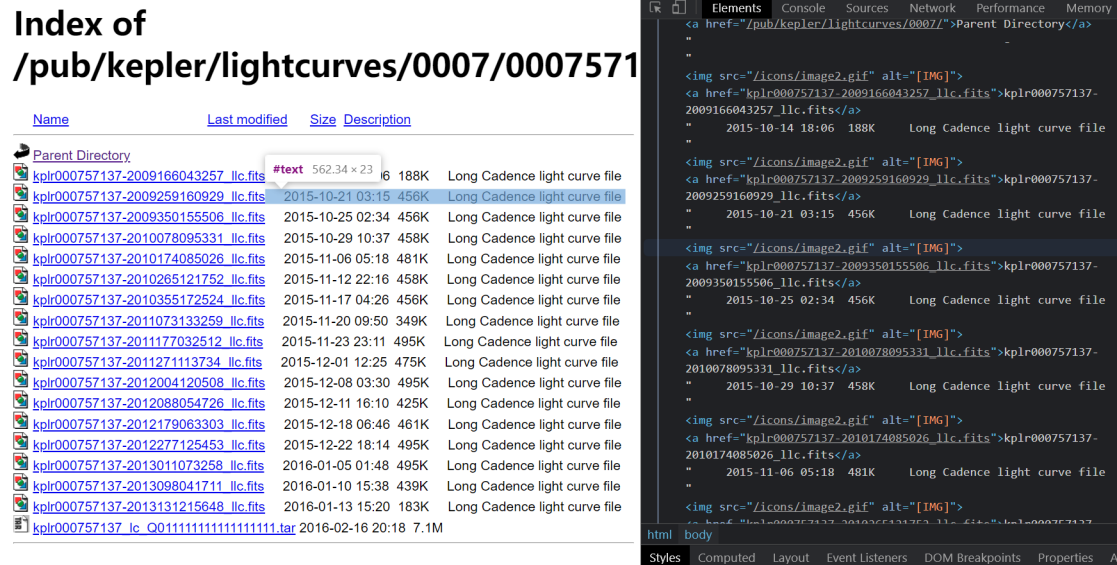 Index of
/pub/kepler/lightcurves/0007/0007571
Name Last modified Size Description
Parent Directory
#text 562.34 × 23
kplr000757137-2009166043257_llc.fits 6 188K Long Cadence light curve file
kplr000757137-2009259160929_llc.fits 2015-10-21 03:15 456K Long Cadence light curve file
kplr000757137-2009350155506_llc.fits 2015-10-25 02:34 456K Long Cadence light curve file
kplr000757137-2010078095331_llc.fits 2015-10-29 10:37 458K Long Cadence light curve file
kplr000757137-2010174085026_llc.fits 2015-11-06 05:18 481K Long Cadence light curve file
kplr000757137-2010265121752_llc.fits 2015-11-12 22:16 458K Long Cadence light curve file
kplr000757137-2010355172524_llc.fits 2015-11-17 04:26 456K Long Cadence light curve file
kplr000757137-2011073133259_llc.fits 2015-11-20 09:50 349K Long Cadence light curve file
kplr000757137-2011177032512_llc.fits 2015-11-23 23:11 495K Long Cadence light curve file
kplr000757137-2011271113734_llc.fits 2015-12-01 12:25 475K Long Cadence light curve file
kplr000757137-2012004120508_llc.fits 2015-12-08 03:30 495K Long Cadence light curve file
kplr000757137-2012088054726_llc.fits 2015-12-11 16:10 425K Long Cadence light curve file
kplr000757137-2012179063303_llc.fits 2015-12-18 06:46 461K Long Cadence light curve file
kplr000757137-2012277125453_llc.fits 2015-12-22 18:14 495K Long Cadence light curve file
kplr000757137-2013011073258_llc.fits 2016-01-05 01:48 495K Long Cadence light curve file
kplr000757137-2013098041711_llc.fits 2016-01-10 15:38 439K Long Cadence light curve file
kplr000757137-2013131215648_llc.fits 2016-01-13 15:20 183K Long Cadence light curve file
kplr000757137_lc_Q011111111111111111.tar 2016-02-16 20:18 7.1M
Elements Console Sources Network Performance Memory
<a href="/pub/kepler/lightcurves/0007/">Parent Directory</a>
" -
"
<img src="/icons/image2.gif" alt="[IMG]">
<a href="kplr000757137-2009166043257_llc.fits">kplr000757137-
2009166043257_llc.fits</a>
" 2015-10-14 18:06 188K Long Cadence light curve file
"
<img src="/icons/image2.gif" alt="[IMG]">
<a href="kplr000757137-2009259160929_llc.fits">kplr000757137-
2009259160929_llc.fits</a>
" 2015-10-21 03:15 456K Long Cadence light curve file
"
<img src="/icons/image2.gif" alt="[IMG]">
<a href="kplr000757137-2009350155506_llc.fits">kplr000757137-
2009350155506_llc.fits</a>
" 2015-10-25 02:34 456K Long Cadence light curve file
"
<img src="/icons/image2.gif" alt="[IMG]">
<a href="kplr000757137-2010078095331_llc.fits">kplr000757137-
2010078095331_llc.fits</a>
" 2015-10-29 10:37 458K Long Cadence light curve file
"
<img src="/icons/image2.gif" alt="[IMG]">
<a href="kplr000757137-2010174085026_llc.fits">kplr000757137-
2010174085026_llc.fits</a>
" 2015-11-06 05:18 481K Long Cadence light curve file
"
<img src="/icons/image2.gif" alt="[IMG]">
<a href="kplr000757137-2010265121752_llc.fits">kplr000757137-
html body
Styles Computed Layout Event Listeners DOM Breakpoints Properties A